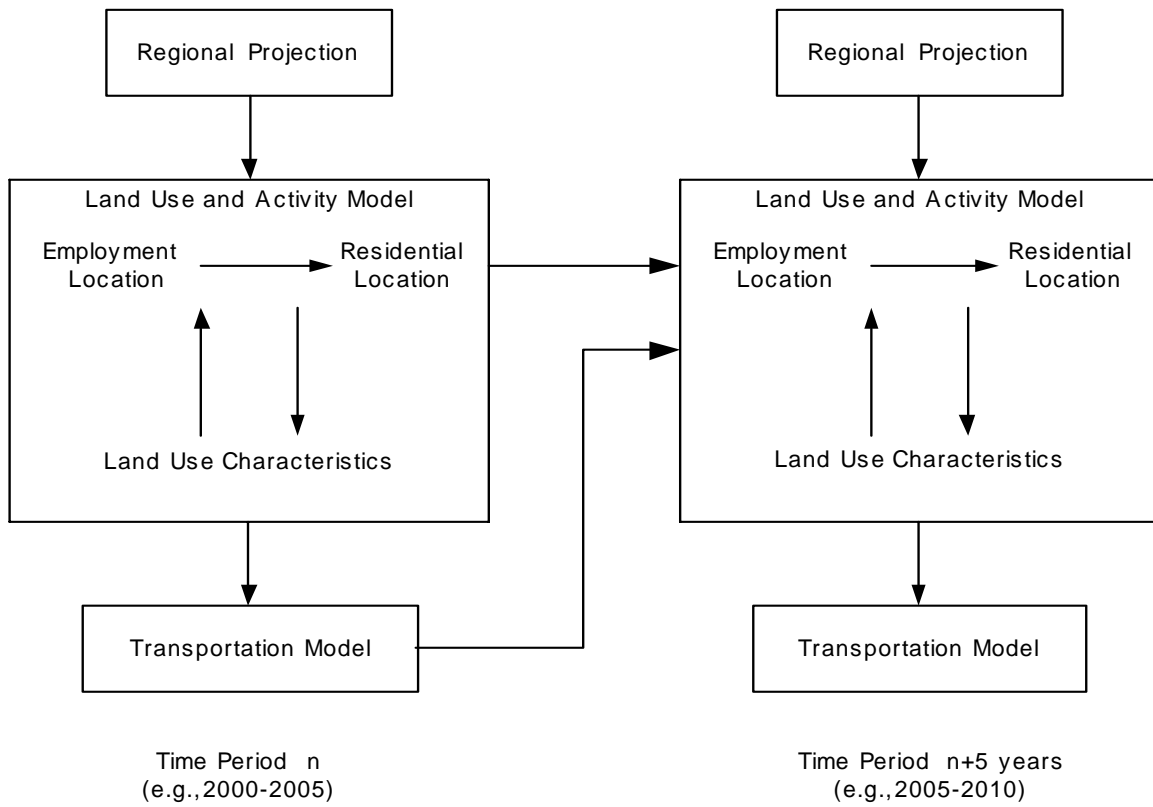 Regional Projection
Land Use and Activity Model
Employment
Location
Residential
Location
Land Use Characteristics
Transportation Model
Time Period n
(e.g.,2000-2005)
Regional Projection
Land Use and Activity Model
Employment
Location
Residential
Location
Land Use Characteristics
Transportation Model
Time Period n+5 years
(e.g.,2005-2010)